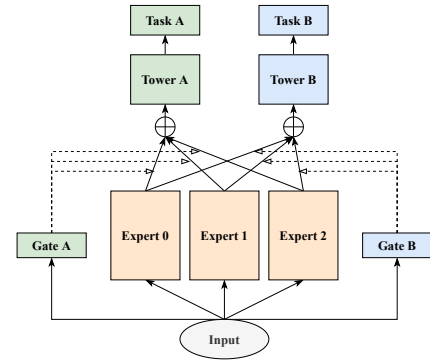 Task A
Task B
Tower A
Tower B
Expert 0
Expert 1
Expert 2
Gate A
Gate B
Input